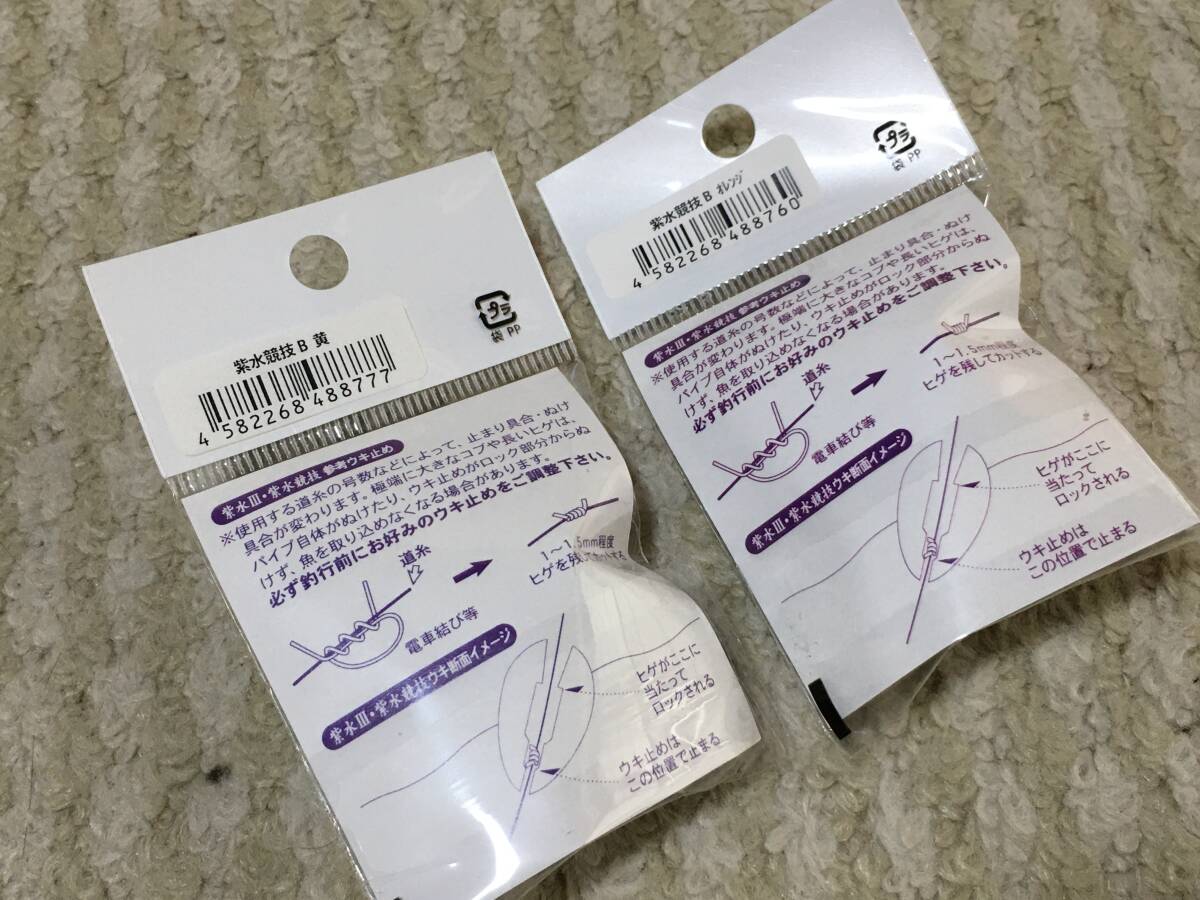 紫水競技 B 黄
4 582268 488777
プラ
袋 PP
紫水III・紫水競技 参考ウキ止め
※使用する道糸の号数などによって、止まり具合・ぬけ
具合が変わります。極端に大きなコブや長いヒゲは、
パイプ自体がぬけたり、ウキ止めがロック部分からぬ
けず、魚を取り込めなくなる場合があります。
必ず釣行前にお好みのウキ止めをご調整下さい。
道糸
電車結び等
1〜1.5mm程度
ヒゲを残してカットする
紫水III・紫水競技ウキ断面イメージ
ヒゲがここに
当たって
ロックされる
ウキ止めは
この位置で止まる
紫水競技 B オレンジ
4 582268 488760
プラ
袋 PP
紫水III・紫水競技 参考ウキ止め
※使用する道糸の号数などによって、止まり具合・ぬけ
具合が変わります。極端に大きなコブや長いヒゲは、
パイプ自体がぬけたり、ウキ止めがロック部分からぬ
けず、魚を取り込めなくなる場合があります。
必ず釣行前にお好みのウキ止めをご調整下さい。
道糸
電車結び等
1〜1.5mm程度
ヒゲを残してカットする
紫水III・紫水競技ウキ断面イメージ
ヒゲがここに
当たって
ロックされる
ウキ止めは
この位置で止まる